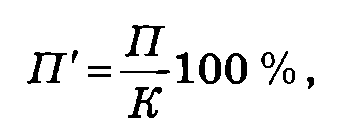 П' = П/К 100 %,